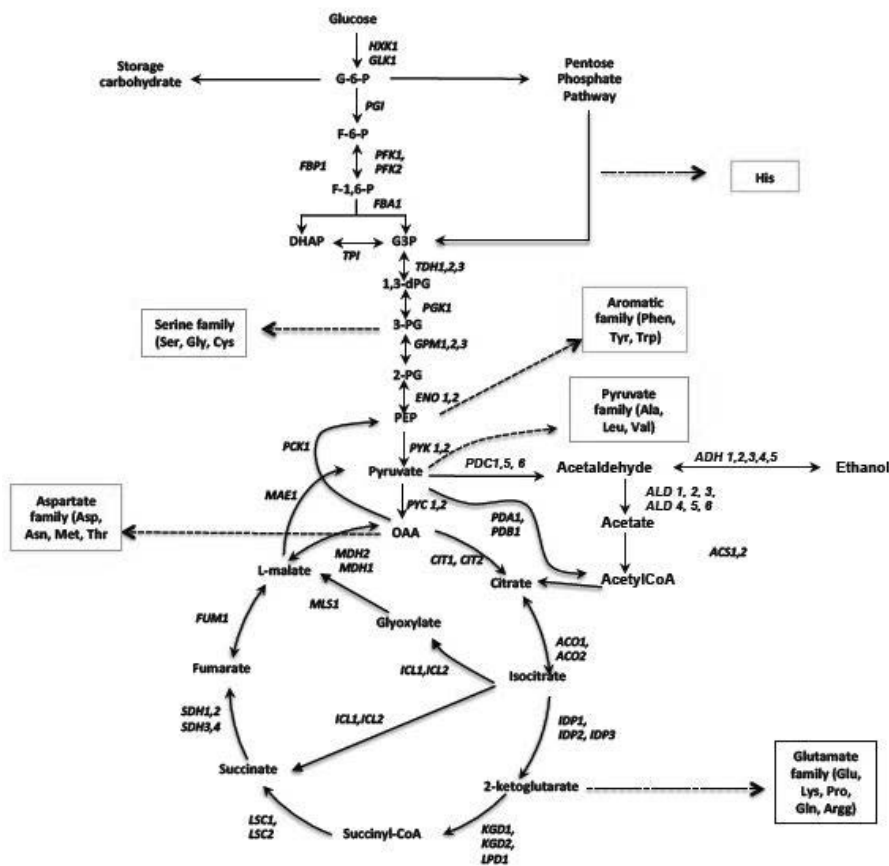 Glucose
HXK1
GLK1
Storage
carbohydrate
G-6-P
Pentose
Phosphate
Pathway
PGI
F-6-P
FBP1
PFK1,
PFK2
F-1,6-P
FBA1
His
DHAP
TPI
G3P
TDH1,2,3
1,3-dPG
PGK1
Serine family
(Ser, Gly, Cys
3-PG
GPM1,2,3
2-PG
ENO 1,2
PEP
Aromatic
family (Phen,
Tyr, Trp)
Pyruvate
family (Ala,
Leu, Val)
PCK1
PYK 1,2
Pyruvate
PDC1,5, 6
Acetaldehyde
ADH 1,2,3,4,5
Ethanol
MAE1
PYC 1,2
PDA1,
PDB1
ALD 1, 2, 3,
ALD 4, 5, 6
Acetate
Aspartate
family (Asp,
Asn, Met, Thr
OAA
MDH2
MDH1
CIT1, CIT2
ACS1,2
L-malate
Citrate
AcetylCoA
MLS1
Glyoxylate
FUM1
ACO1,
ACO2
Fumarate
ICL1,ICL2
Isocitrate
SDH1,2
SDH3,4
ICL1,ICL2
IDP1,
IDP2, IDP3
Succinate
2-ketoglutarate
Glutamate
family (Glu,
Lys, Pro,
Gln, Argg)
LSC1,
LSC2
Succinyl-CoA
KGD1,
KGD2,
LPD1